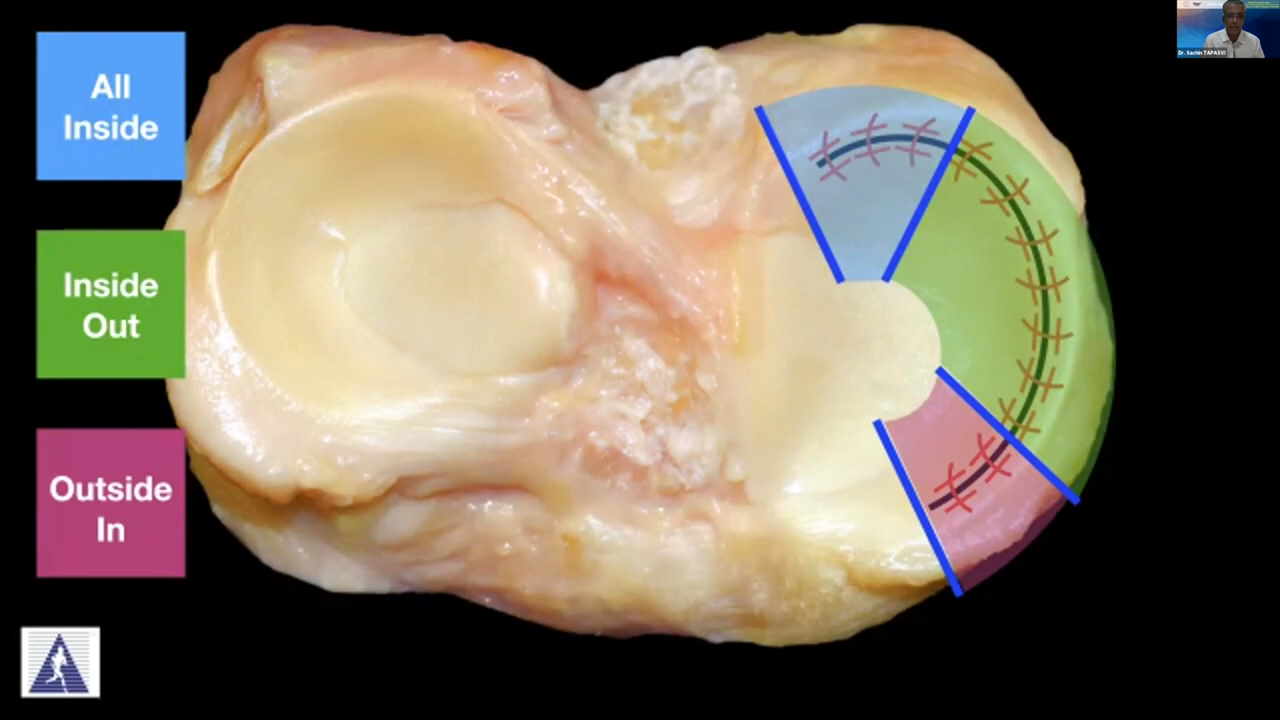 All
Inside
Inside
Out
Outside
In
Dr. Sachin TAPASVI